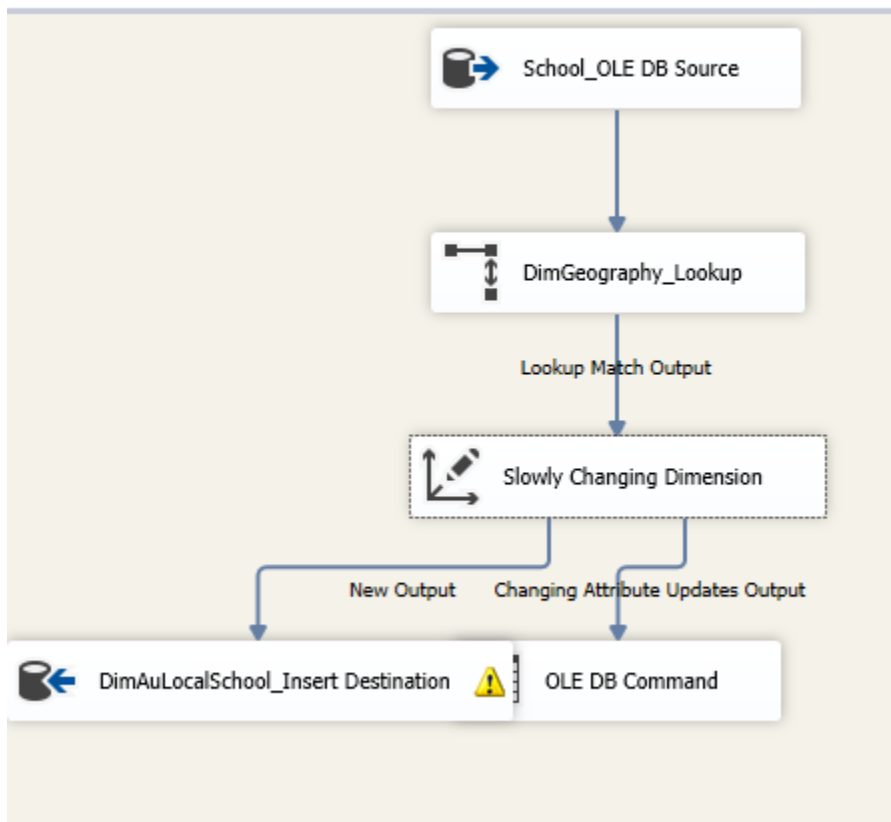 School_OLE DB Source
DimGeography_Lookup
Lookup Match Output
Slowly Changing Dimension
New Output
Changing Attribute Updates Output
DimAuLocalSchool_Insert Destination
OLE DB Command